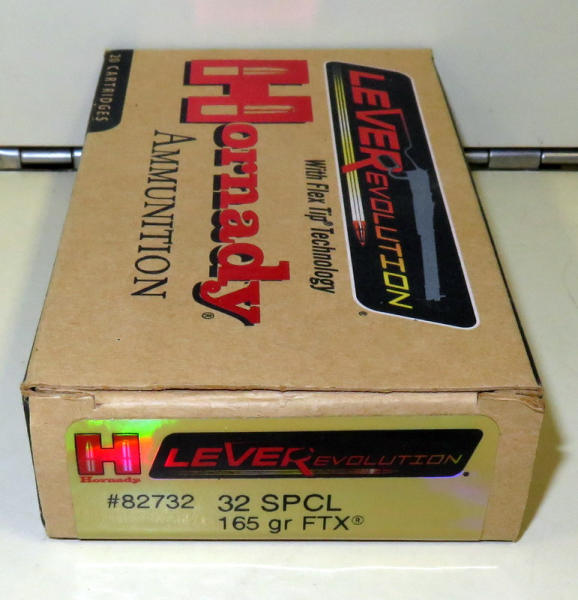 20 CARTRIDGES
Hornady®
AMMUNITION
LEVERevolution®
With Flex Tip® Technology
H
Hornady
LEVERevolution®
#82732 32 SPCL
165 gr FTX®